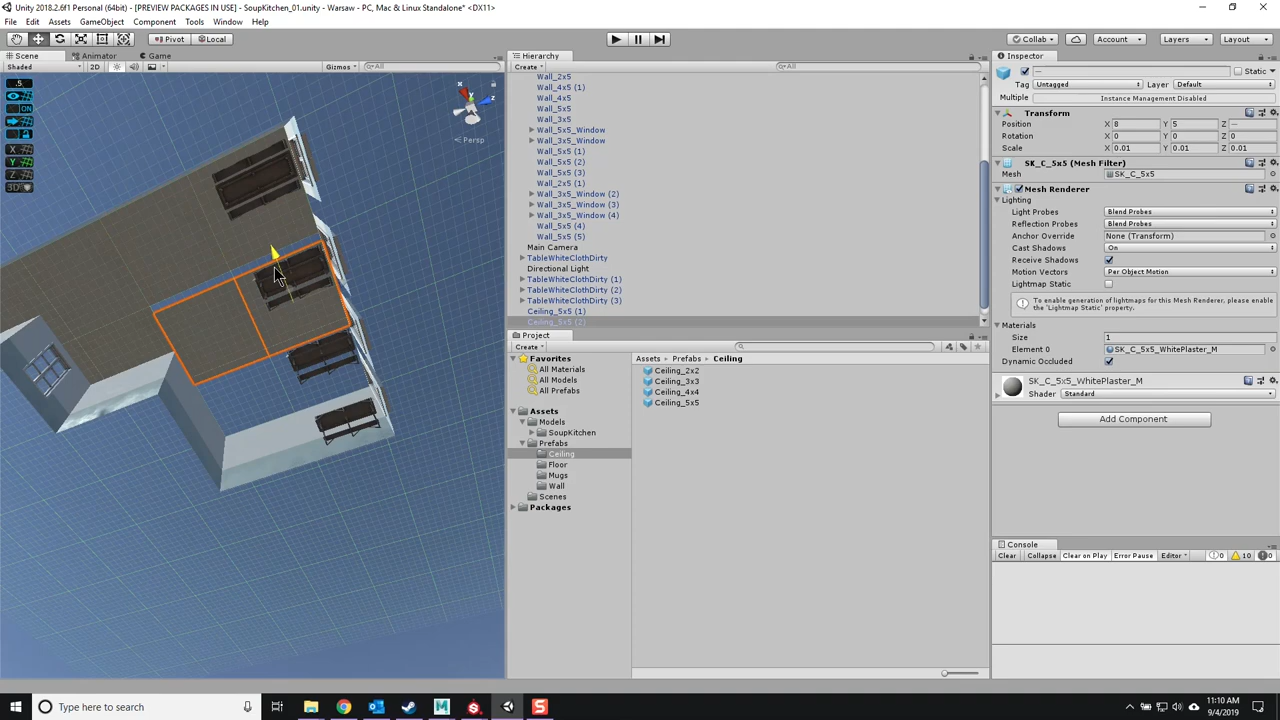 Unity 2018.2.6f1 Personal (64bit) - [PREVIEW PACKAGES IN USE] - SoupKitchen_01.unity - Warsaw - PC, Mac & Linux Standalone* <DX11>
File Edit Assets GameObject Component Tools Window Help
Pivot Local Collab Account Layers Layout
Scene Animator Game
Shaded 2D Gizmos All
.5
ON
X
Y
Z
3D
x
z
Persp
Hierarchy
Create All
Wall_2x5
Wall_4x5 (1)
Wall_4x5
Wall_5x5
Wall_3x5
Wall_5x5_Window
Wall_3x5_Window
Wall_5x5 (1)
Wall_5x5 (2)
Wall_5x5 (3)
Wall_2x5 (1)
Wall_3x5_Window (2)
Wall_3x5_Window (3)
Wall_3x5_Window (4)
Wall_5x5 (4)
Wall_5x5 (5)
Main Camera
TableWhiteClothDirty
Directional Light
TableWhiteClothDirty (1)
TableWhiteClothDirty (2)
TableWhiteClothDirty (3)
Ceiling_5x5 (1)
Ceiling_5x5 (2)
Project
Create
Favorites
All Materials
All Models
All Prefabs
Assets
Models
SoupKitchen
Prefabs
Ceiling
Floor
Mugs
Wall
Scenes
Packages
Assets Prefabs Ceiling
Ceiling_2x2
Ceiling_3x3
Ceiling_4x4
Ceiling_5x5
Inspector
— Static
Tag Untagged Layer Default
Multiple Instance Management Disabled
Transform
Position X 8 Y 5 Z —
Rotation X 0 Y 0 Z 0
Scale X 0.01 Y 0.01 Z 0.01
SK_C_5x5 (Mesh Filter)
Mesh SK_C_5x5
Mesh Renderer
Lighting
Light Probes Blend Probes
Reflection Probes Blend Probes
Anchor Override None (Transform)
Cast Shadows On
Receive Shadows
Motion Vectors Per Object Motion
Lightmap Static
To enable generation of lightmaps for this Mesh Renderer, please enable the 'Lightmap Static' property.
Materials
Size 1
Element 0 SK_C_5x5_WhitePlaster_M
Dynamic Occluded
SK_C_5x5_WhitePlaster_M
Shader Standard
Add Component
Console
Clear Collapse Clear on Play Error Pause Editor 0 10 0
Type here to search
11:10 AM
9/4/2019